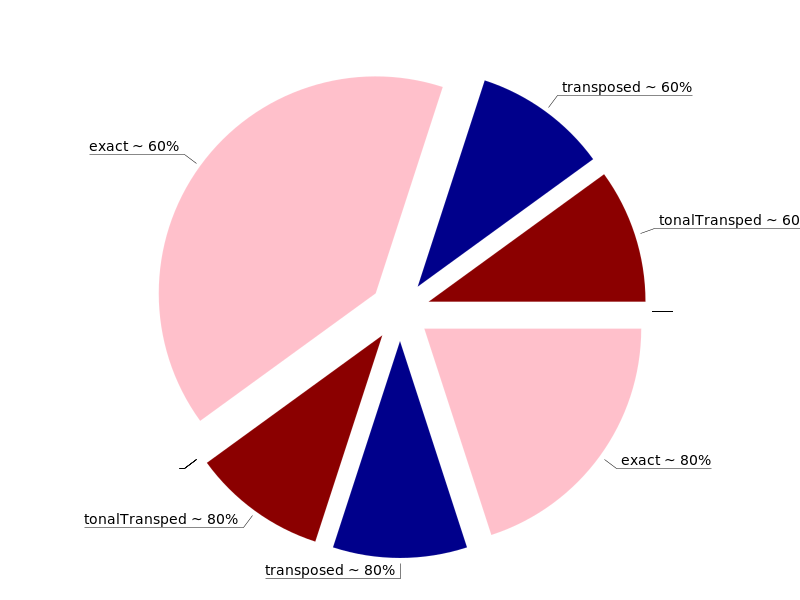 transposed ~ 60%
exact ~ 60%
tonalTransped ~ 60
exact ~ 80%
tonalTransped ~ 80%
transposed ~ 80%